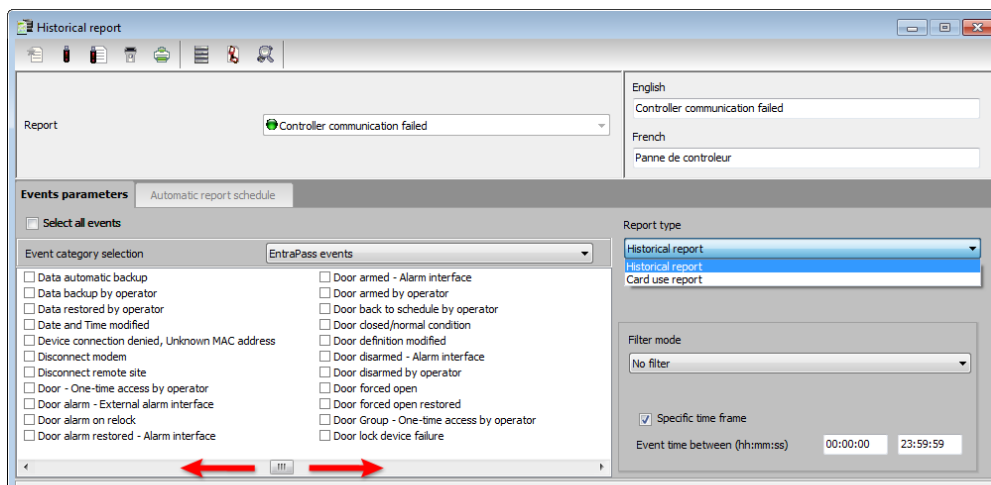 Historical report
English
Controller communication failed
Report
Controller communication failed
French
Panne de controleur
Events parameters
Automatic report schedule
Select all events
Report type
Event category selection
EntraPass events
Historical report
Historical report
Card use report
Data automatic backup
Data backup by operator
Data restored by operator
Date and Time modified
Device connection denied, Unknown MAC address
Disconnect modem
Disconnect remote site
Door - One-time access by operator
Door alarm - External alarm interface
Door alarm on relock
Door alarm restored - Alarm interface
Door armed - Alarm interface
Door armed by operator
Door back to schedule by operator
Door closed/normal condition
Door definition modified
Door disarmed - Alarm interface
Door disarmed by operator
Door forced open
Door forced open restored
Door Group - One-time access by operator
Door lock device failure
Filter mode
No filter
Specific time frame
Event time between (hh:mm:ss) 00:00:00 23:59:59